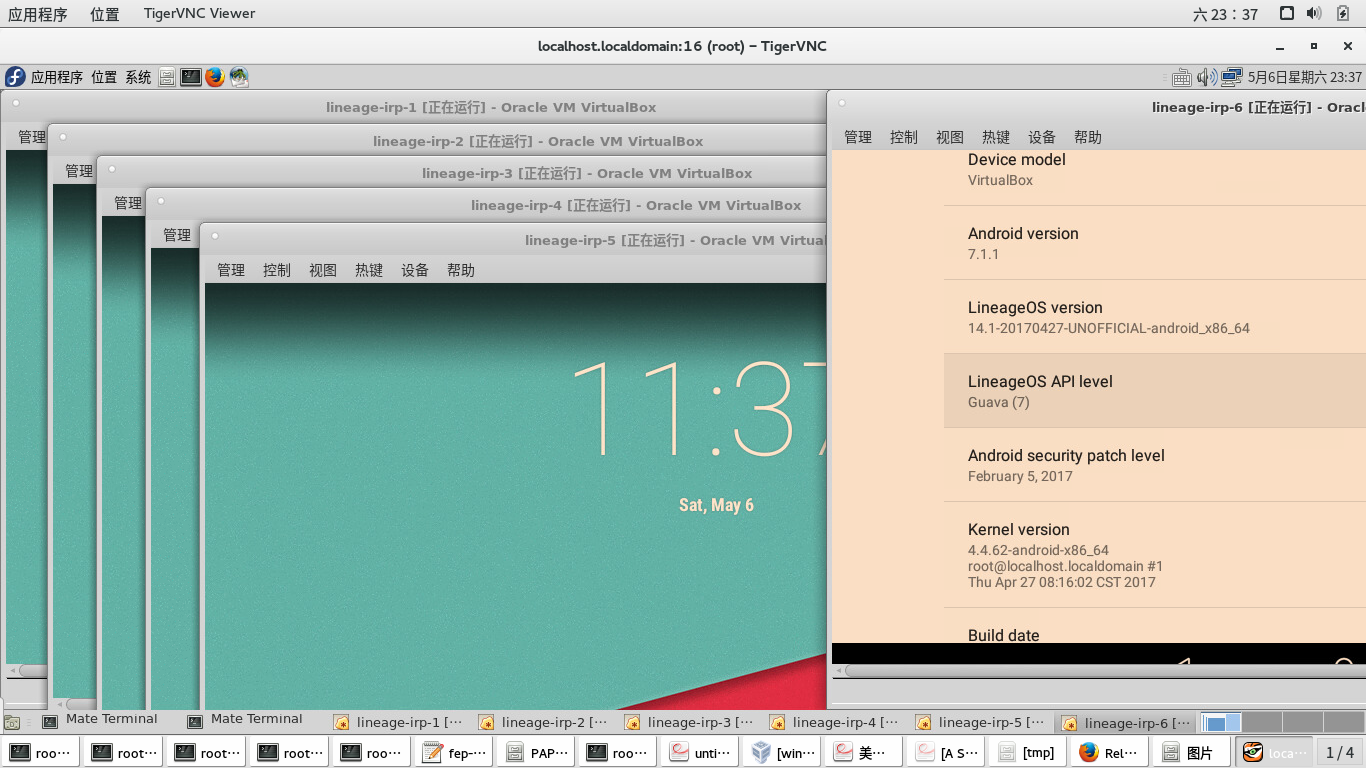 应用程序 位置 TigerVNC Viewer 六 23：37
localhost.localdomain:16 (root) – TigerVNC
应用程序 位置 系统 5月6日星期六 23:37
lineage-irp-1 [正在运行] - Oracle VM VirtualBox
管理
lineage-irp-2 [正在运行] - Oracle VM VirtualBox
管理
lineage-irp-3 [正在运行] - Oracle VM VirtualBox
管理
lineage-irp-4 [正在运行] - Oracle VM VirtualBox
管理
lineage-irp-5 [正在运行] - Oracle VM Virtual
管理 控制 视图 热键 设备 帮助
11:37
Sat, May 6
lineage-irp-6 [正在运行] - Oracl
管理 控制 视图 热键 设备 帮助
Device model
VirtualBox
Android version
7.1.1
LineageOS version
14.1-20170427-UNOFFICIAL-android_x86_64
LineageOS API level
Guava (7)
Android security patch level
February 5, 2017
Kernel version
4.4.62-android-x86_64
root@localhost.localdomain #1
Thu Apr 27 08:16:02 CST 2017
Build date
Mate Terminal Mate Terminal lineage-irp-1 [… lineage-irp-2 [… lineage-irp-3 [… lineage-irp-4 [… lineage-irp-5 [… lineage-irp-6 […
roo… root… root… root… roo… fep-… PAP… roo… unti… [win… 美… [A S… [tmp] Rel… 图片 loca… 1 / 4